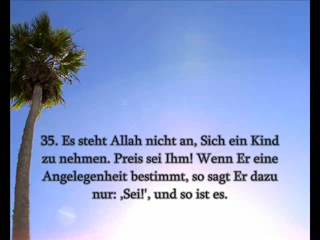 35. Es steht Allah nicht an, Sich ein Kind
zu nehmen. Preis sei Ihm! Wenn Er eine
Angelegenheit bestimmt, so sagt Er dazu
nur: ‚Sei!', und so ist es.